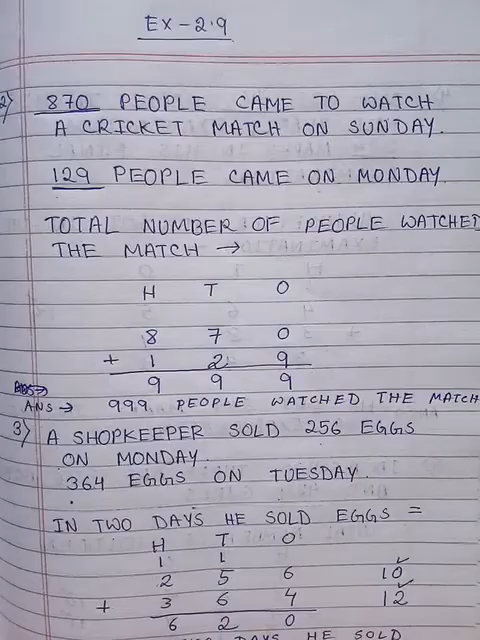 EX-2.9
2) 870 PEOPLE CAME TO WATCH
A CRICKET MATCH ON SUNDAY.
129 PEOPLE CAME ON MONDAY.
TOTAL NUMBER OF PEOPLE WATCHED
THE MATCH →
H T O
8 7 0
+ 1 2 9
9 9 9
ANS → 999 PEOPLE WATCHED THE MATCH
3) A SHOPKEEPER SOLD 256 EGGS
ON MONDAY.
364 EGGS ON TUESDAY.
IN TWO DAYS HE SOLD EGGS =
H T O
1 1
2 5 6 10
+ 3 6 4 12
6 2 0
DAYS HE SOLD